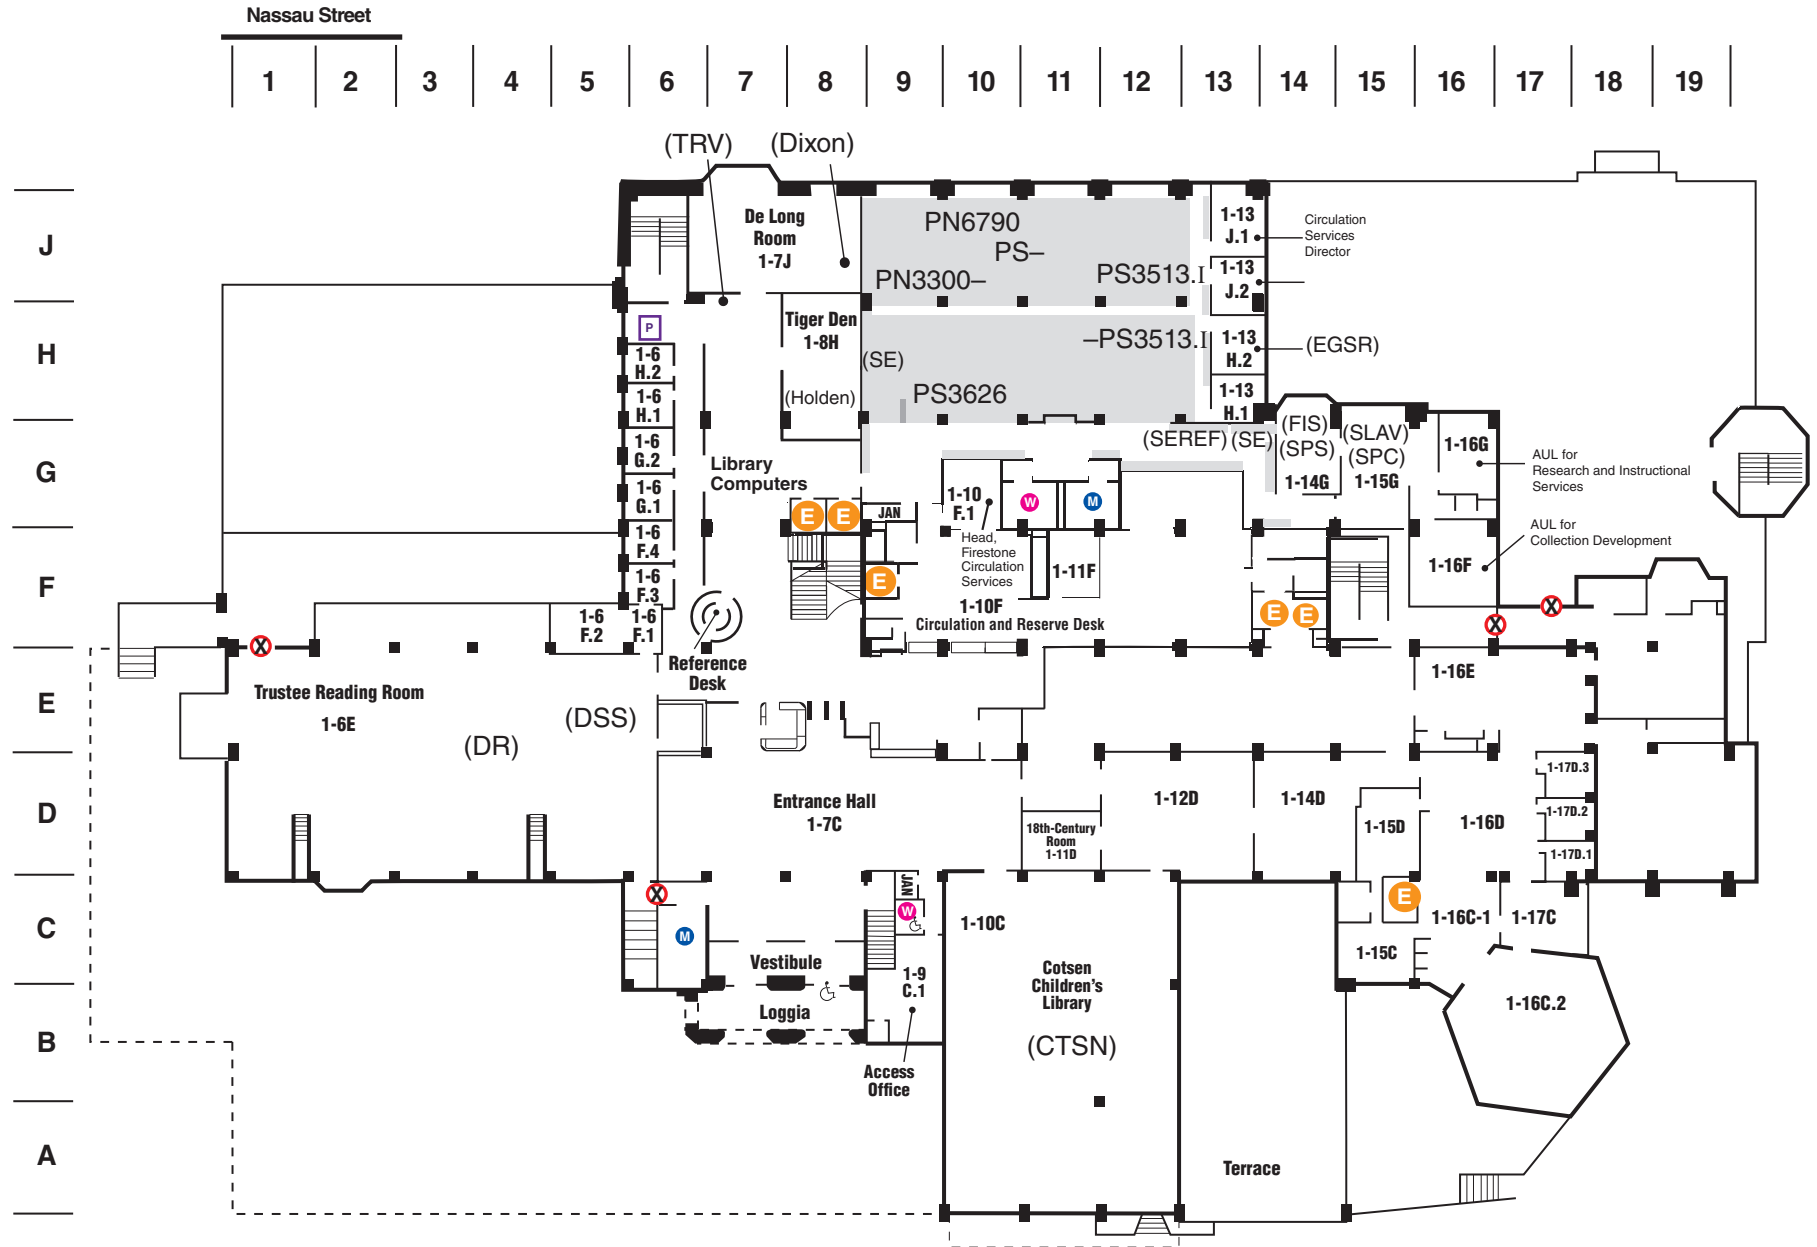 Nassau Street
1 2 3 4 5 6 7 8 9 10 11 12 13 14 15 16 17 18 19
(TRV) (Dixon)
J
De Long
Room
1-7J
PN6790
PS–
PN3300–
PS3513.I
1-13
J.1
Circulation
Services
Director
1-13
J.2
H
P
Tiger Den
1-8H
(Holden)
(SE)
–PS3513.I
PS3626
1-13
H.2
(EGSR)
1-13
H.1
1-6
H.2
1-6
H.1
G
1-6
G.2
1-6
G.1
Library
Computers
E E
JAN
1-10
F.1
W
M
(SEREF) (SE)
(FIS)
(SPS)
1-14G
(SLAV)
(SPC)
1-15G
1-16G
AUL for
Research and Instructional
Services
F
1-6
F.4
1-6
F.3
1-6
F.2
1-6
F.1
E
Head,
Firestone
Circulation
Services
1-11F
1-10F
Circulation and Reserve Desk
E E
1-16F
AUL for
Collection Development
X
X
X
Reference
Desk
E
Trustee Reading Room
1-6E
(DSS)
(DR)
1-16E
D
Entrance Hall
1-7C
18th-Century
Room
1-11D
1-12D
1-14D
1-15D
1-16D
1-17D.3
1-17D.2
1-17D.1
C
X
M
JAN
W
1-10C
E
1-16C-1
1-17C
1-15C
Vestibule
1-9
C.1
Cotsen
Children's
Library
1-16C.2
B
Loggia
(CTSN)
Access
Office
A
Terrace